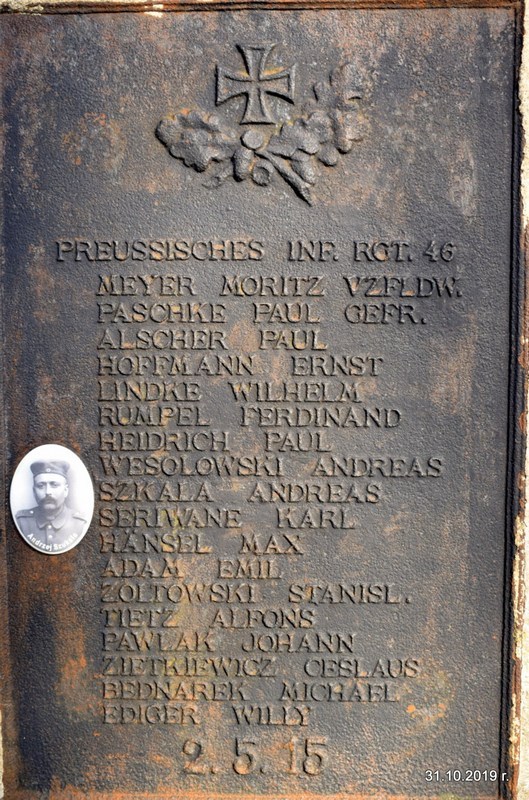 PREUSSISCHES INF. RGT. 46
MEYER MORITZ VZFLDW.
PASCHKE PAUL GEFR.
ALSCHER PAUL
HOFFMANN ERNST
LINDKE WILHELM
RUMPEL FERDINAND
HEIDRICH PAUL
WESOLOWSKI ANDREAS
SZKALA ANDREAS
SERIWANE KARL
HÄNSEL MAX
ADAM EMIL
ZOLTOWSKI STANISL.
TIETZ ALFONS
PAWLAK JOHANN
ZIETKIEWICZ CESLAUS
BEDNAREK MICHAEL
EDIGER WILLY
2.5.15
Andrzej
31.10.2019 r.